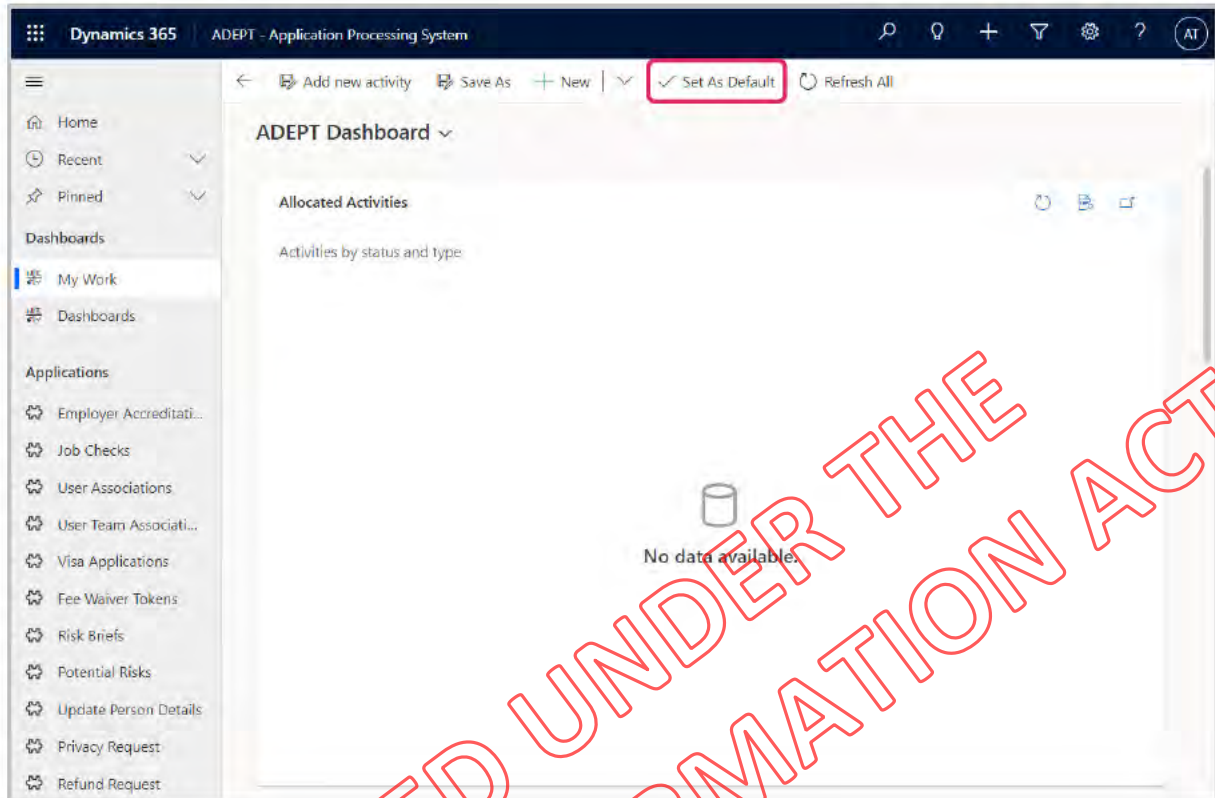 Dynamics 365 ADEPT - Application Processing System ? AT
Add new activity Save As New Set As Default Refresh All
Home
Recent
Pinned
Dashboards
My Work
Dashboards
Applications
Employer Accreditati...
Job Checks
User Associations
User Team Associati...
Visa Applications
Fee Waiver Tokens
Risk Briefs
Potential Risks
Update Person Details
Privacy Request
Refund Request
ADEPT Dashboard
Allocated Activities
Activities by status and type
No data available.
ED UNDER THE
RMATION ACT